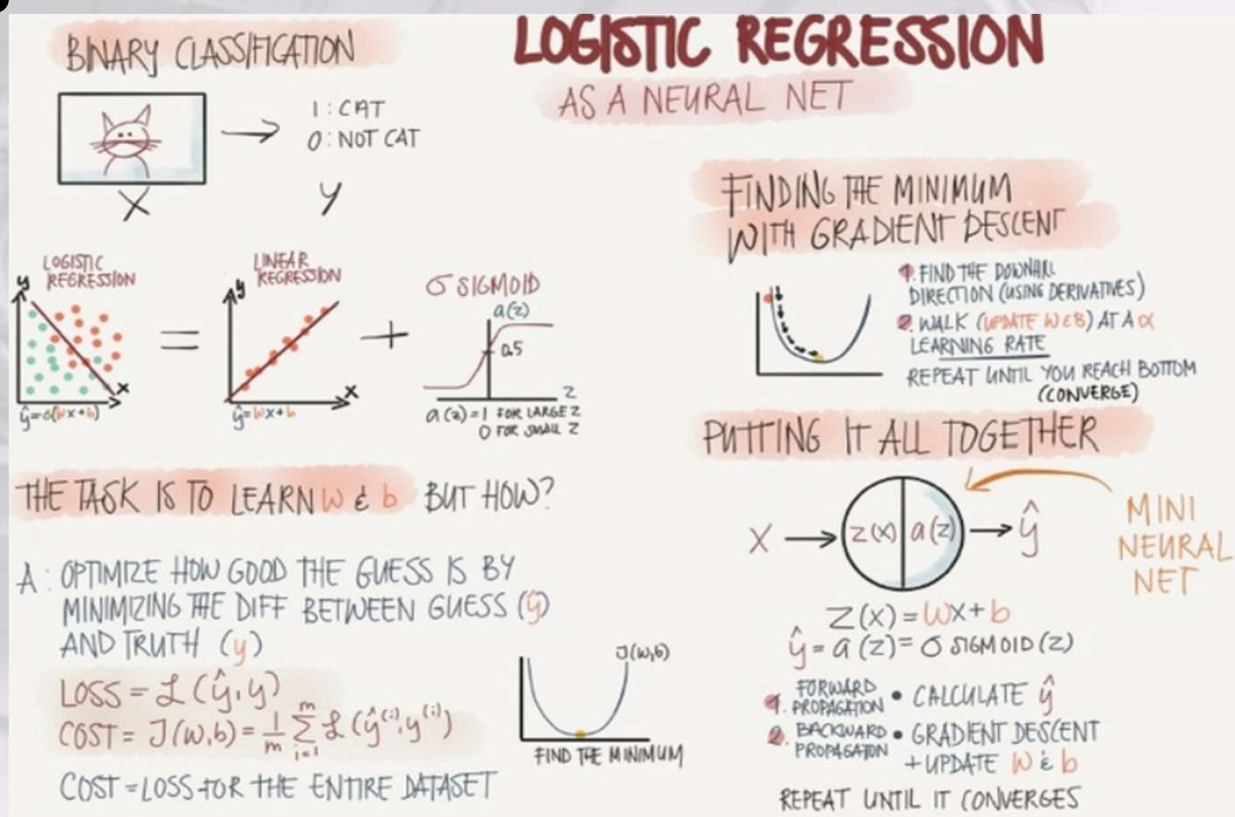 LOGISTIC REGRESSION
AS A NEURAL NET
BINARY CLASSIFICATION
1: CAT
0: NOT CAT
X
y
LOGISTIC
REGRESSION
y
x
ŷ=σ(wx+b)
=
LINEAR
REGRESSION
y
x
ŷ=wx+b
+
σ SIGMOID
a(z)
0.5
z
a(z)=1 FOR LARGE Z
0 FOR SMALL Z
THE TASK IS TO LEARN w & b BUT HOW?
A: OPTIMIZE HOW GOOD THE GUESS IS BY
MINIMIZING THE DIFF BETWEEN GUESS (ŷ)
AND TRUTH (y)
LOSS = ℒ(ŷ,y)
COST = J(w,b) = 1/m Σ_{i=1}^{m} ℒ(ŷ^(i),y^(i))
COST = LOSS FOR THE ENTIRE DATASET
J(w,b)
FIND THE MINIMUM
FINDING THE MINIMUM
WITH GRADIENT DESCENT
1. FIND THE DOWNHILL
DIRECTION (USING DERIVATIVES)
2. WALK (UPDATE W & B) AT A α
LEARNING RATE
REPEAT UNTIL YOU REACH BOTTOM
(CONVERGE)
PUTTING IT ALL TOGETHER
X
z(x) a(z)
ŷ
MINI
NEURAL
NET
Z(x) = wx+b
ŷ = a(z) = σ SIGMOID(Z)
1. FORWARD
PROPAGATION • CALCULATE ŷ
2. BACKWARD • GRADIENT DESCENT
PROPAGATION + UPDATE w & b
REPEAT UNTIL IT CONVERGES